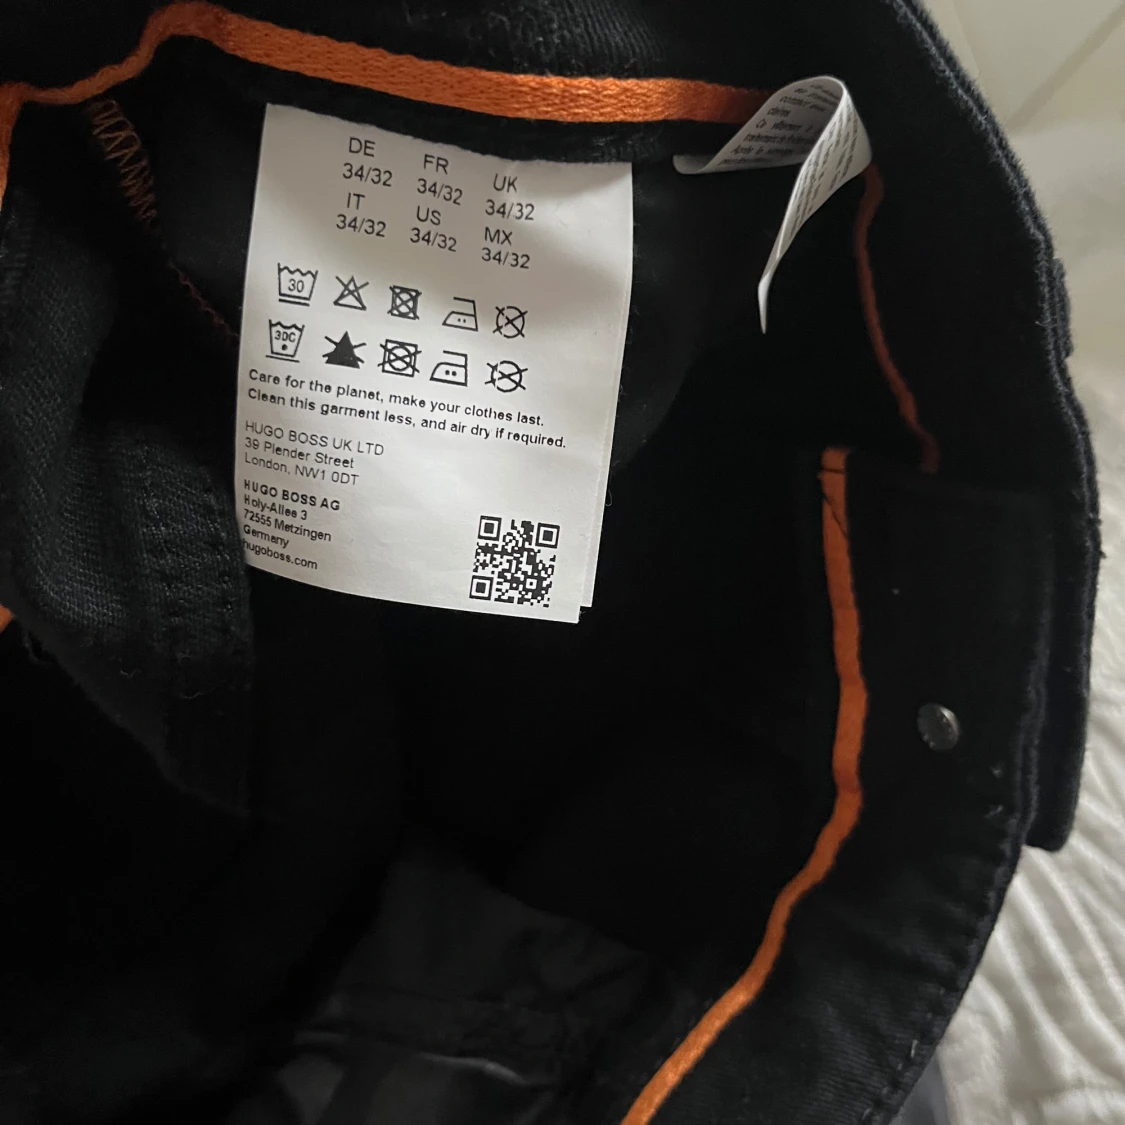 DE FR UK
34/32 34/32 34/32
IT US MX
34/32 34/32 34/32
30
30C
Care for the planet, make your clothes last.
Clean this garment less, and air dry if required.
HUGO BOSS UK LTD
39 Plender Street
London, NW1 0DT
HUGO BOSS AG
Holy-Allee 3
72555 Metzingen
Germany
hugoboss.com